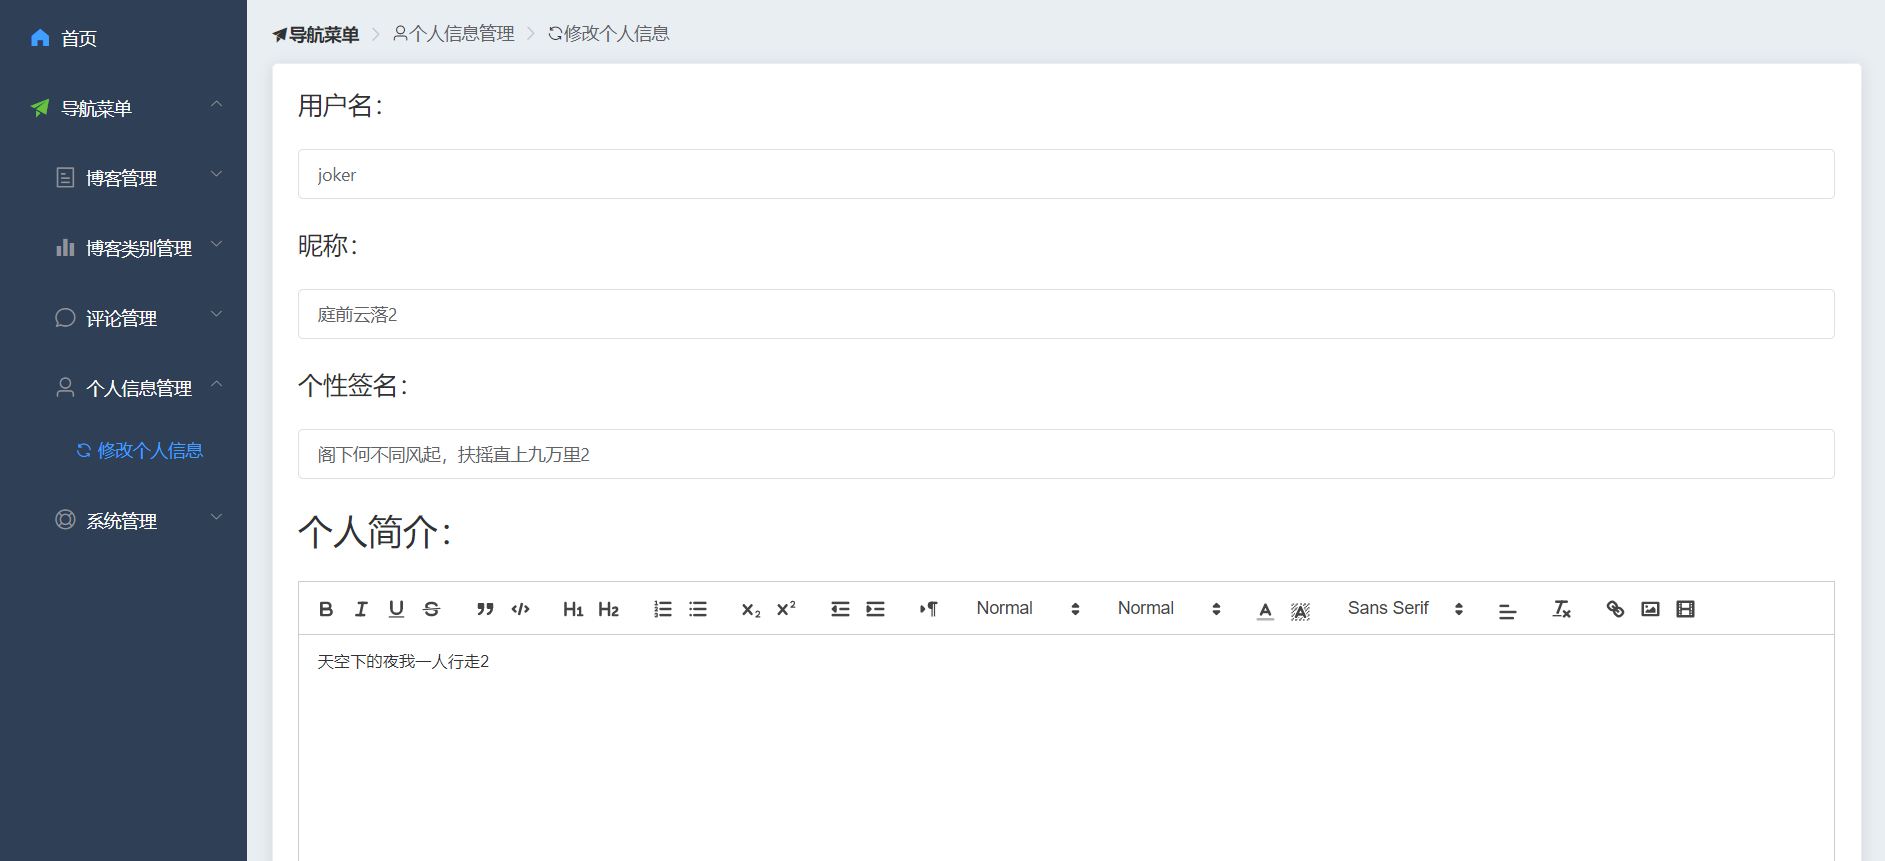 首页
导航菜单
博客管理
博客类别管理
评论管理
个人信息管理
修改个人信息
系统管理
导航菜单 个人信息管理 修改个人信息
用户名：
joker
昵称：
庭前云落2
个性签名：
阁下何不同风起，扶摇直上九万里2
个人简介：
B I U S H1 H2 X2 X2 Normal Normal A A Sans Serif Tx
天空下的夜我一人行走2